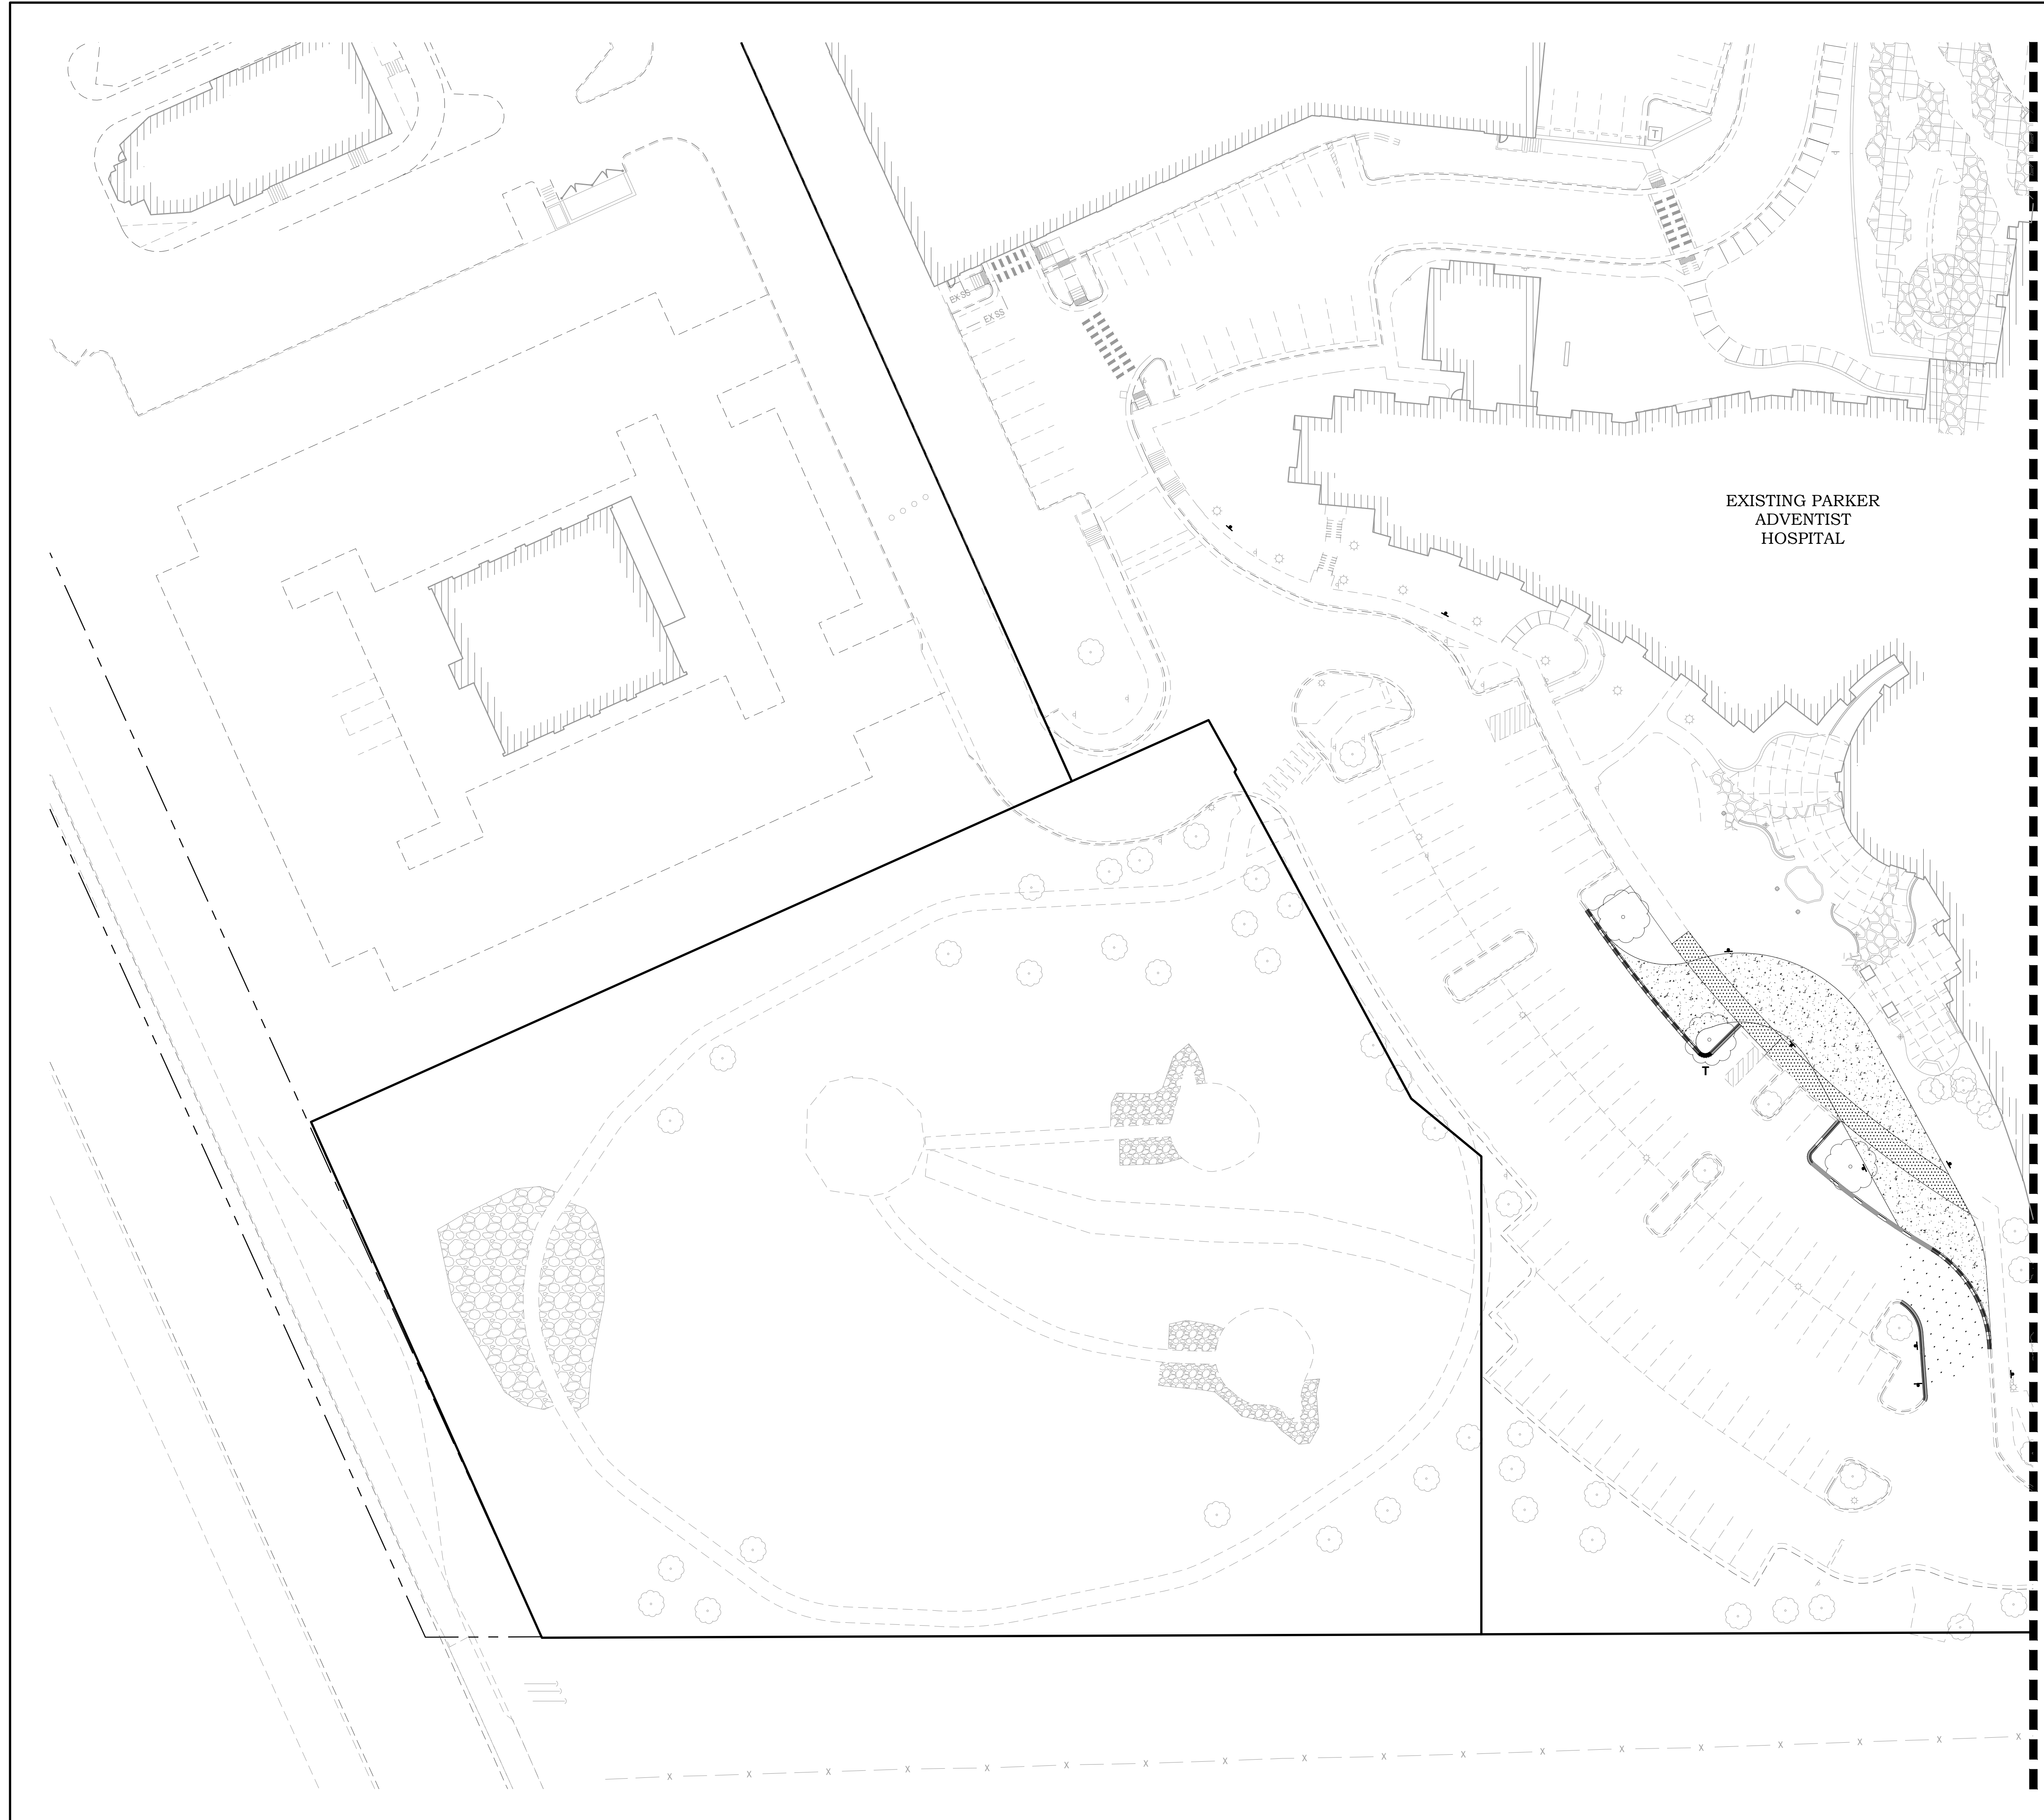 T
EX SS
EX SS
EXISTING PARKER
ADVENTIST
HOSPITAL
T